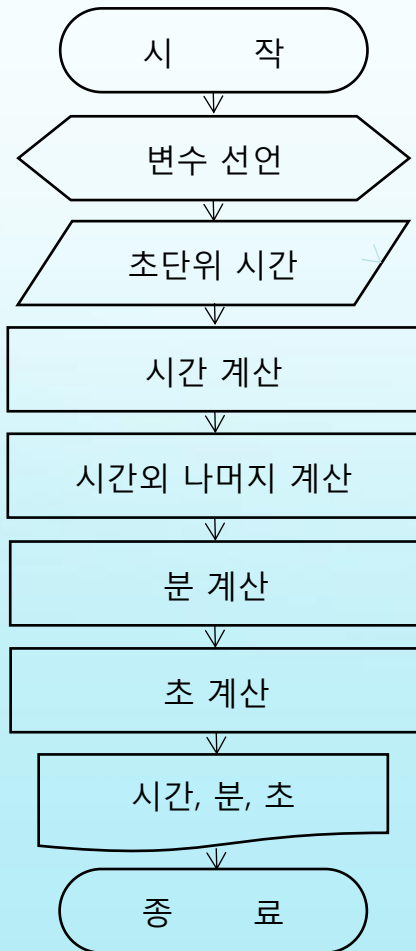 시 작
변수 선언
초단위 시간
시간 계산
시간외 나머지 계산
분 계산
초 계산
시간, 분, 초
종 료